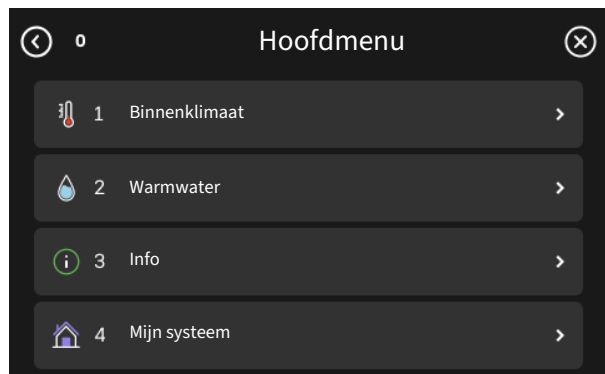 0 Hoofdmenu
1 Binnenklimaat
2 Warmwater
3 Info
4 Mijn systeem